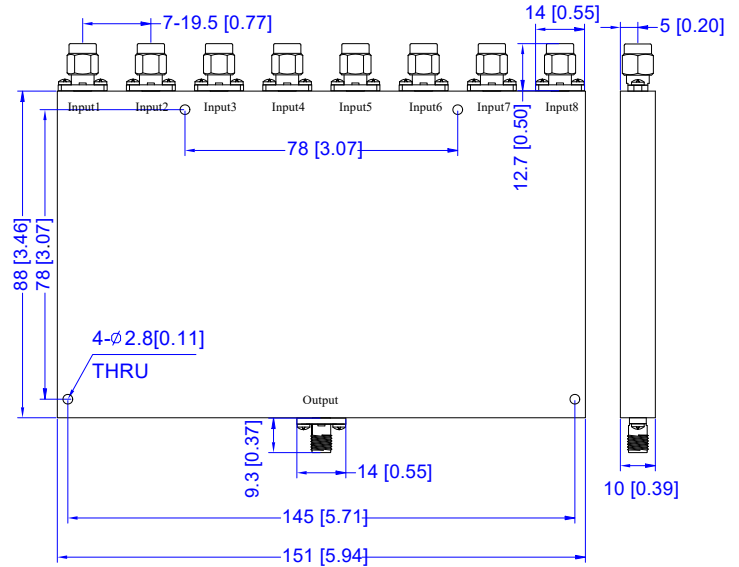 7-19.5 [0.77]
14 [0.55]
5 [0.20]
Input1
Input2
Input3
Input4
Input5
Input6
Input7
Input8
12.7 [0.50]
78 [3.07]
88 [3.46]
78 [3.07]
4-⌀2.8[0.11]
THRU
Output
9.3 [0.37]
14 [0.55]
10 [0.39]
145 [5.71]
151 [5.94]